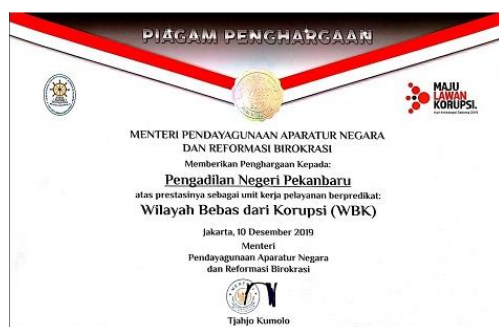 PIAGAM PENGHARGAAN
MAJU
LAWAN
KORUPSI.
MENTERI PENDAYAGUNAAN APARATUR NEGARA
DAN REFORMASI BIROKRASI
Memberikan Penghargaan Kepada:
Pengadilan Negeri Pekanbaru
atas prestasinya sebagai unit kerja pelayanan berpredikat:
Wilayah Bebas dari Korupsi (WBK)
Jakarta, 10 Desember 2019
Menteri
Pendayagunaan Aparatur Negara
dan Reformasi Birokrasi
Tjahjo Kumolo